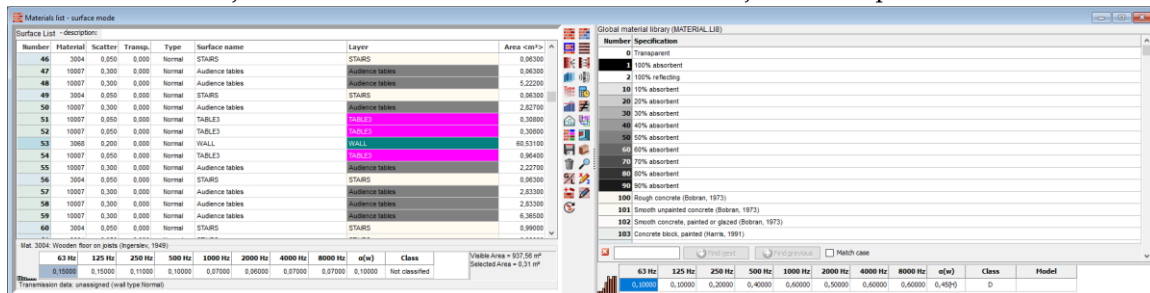 Materials list - surface mode
Surface List - description:
Number Material Scatter Transp. Type Surface name Layer Area <m²>
46 3004 0,050 0,000 Normal STAIRS STAIRS 0,06300
47 10007 0,300 0,000 Normal Audience tables Audience tables 0,06300
48 10007 0,300 0,000 Normal Audience tables Audience tables 5,22200
49 3004 0,050 0,000 Normal STAIRS STAIRS 0,06300
50 10007 0,300 0,000 Normal Audience tables Audience tables 2,82700
51 10007 0,050 0,000 Normal TABLE3 TABLE3 0,30800
52 10007 0,050 0,000 Normal TABLE3 TABLE3 0,30800
53 3068 0,200 0,000 Normal WALL WALL 60,53100
54 10007 0,050 0,000 Normal TABLE3 TABLE3 0,96400
55 10007 0,300 0,000 Normal Audience tables Audience tables 2,22700
56 3004 0,050 0,000 Normal STAIRS STAIRS 0,06300
57 10007 0,300 0,000 Normal Audience tables Audience tables 2,83300
58 10007 0,300 0,000 Normal Audience tables Audience tables 2,83300
59 10007 0,300 0,000 Normal Audience tables Audience tables 6,36500
60 3004 0,050 0,000 Normal STAIRS STAIRS 0,99000
Mat. 3004: Wooden floor on joists (Ingerslev, 1949)
63 Hz 125 Hz 250 Hz 500 Hz 1000 Hz 2000 Hz 4000 Hz 8000 Hz α(w) Class
0,15000 0,15000 0,11000 0,10000 0,07000 0,06000 0,07000 0,07000 0,10000 Not classified
Visible Area = 937,56 m²
Selected Area = 0,31 m²
Transmission data: unassigned (wall type:Normal)
Global material library (MATERIAL.LI8)
Number Specification
0 Transparent
1 100% absorbent
2 100% reflecting
10 10% absorbent
20 20% absorbent
30 30% absorbent
40 40% absorbent
50 50% absorbent
60 60% absorbent
70 70% absorbent
80 80% absorbent
90 90% absorbent
100 Rough concrete (Bobran, 1973)
101 Smooth unpainted concrete (Bobran, 1973)
102 Smooth concrete, painted or glazed (Bobran, 1973)
103 Concrete block, painted (Harris, 1991)
Find next Find previous Match case
63 Hz 125 Hz 250 Hz 500 Hz 1000 Hz 2000 Hz 4000 Hz 8000 Hz α(w) Class Model
0,10000 0,10000 0,20000 0,40000 0,60000 0,50000 0,60000 0,60000 0,45(H) D